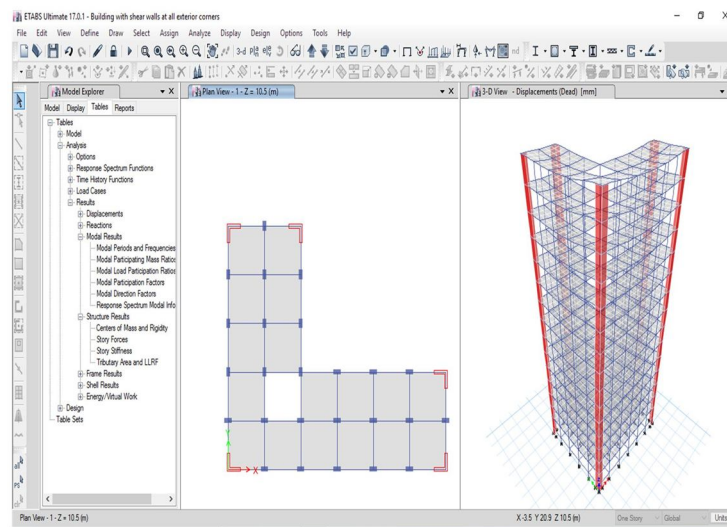 ETABS Ultimate 17.0.1 - Building with shear walls at all exterior corners
File Edit View Define Draw Select Assign Analyze Display Design Options Tools Help
3-D
nd
Model Explorer
Plan View - 1 - Z = 10.5 (m)
3-D View - Displacements (Dead) [mm]
Model Display Tables Reports
Tables
Model
Analysis
Options
Response Spectrum Functions
Time History Functions
Load Cases
Results
Displacements
Reactions
Modal Results
Modal Periods and Frequencies
Modal Participating Mass Ratios
Modal Load Participation Ratios
Modal Participation Factors
Modal Direction Factors
Response Spectrum Modal Info
Structure Results
Centers of Mass and Rigidity
Story Forces
Story Stiffness
Tributary Area and LLRF
Frame Results
Shell Results
Energy/Virtual Work
Design
Table Sets
Y
X
all
PS
Plan View - 1 - Z = 10.5 (m)
X -3.5 Y 20.9 Z 10.5 (m)
One Story
Global
Units